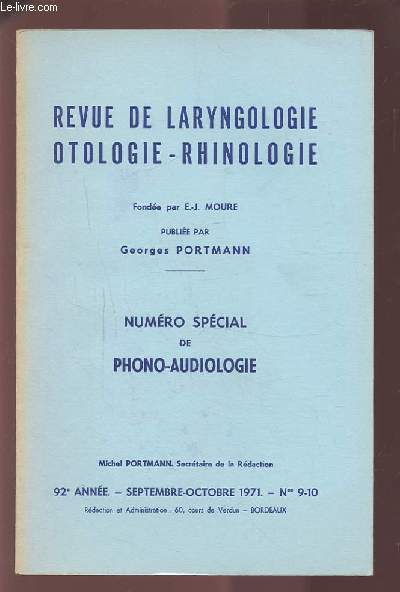 le-livre.com
REVUE DE LARYNGOLOGIE
OTOLOGIE - RHINOLOGIE
Fondée par E.-J. MOURE
PUBLIÉE PAR
Georges PORTMANN
NUMÉRO SPÉCIAL
DE
PHONO-AUDIOLOGIE
Michel PORTMANN, Secrétaire de la Rédaction
92e ANNÉE. – SEPTEMBRE-OCTOBRE 1971. – Nos 9-10
Rédaction et Administration : 60, cours de Verdun – BORDEAUX